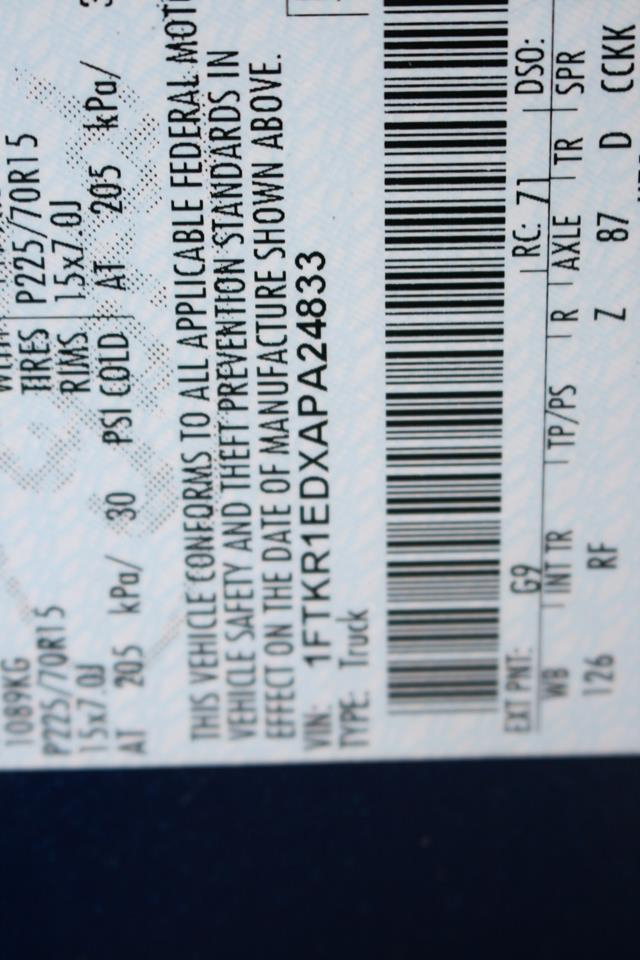 1089KG
P225/70R15 TIRES P225/70R15
15x7.0J RIMS 15x7.0J
AT 205 kPa/ 30 PSI COLD AT 205 kPa/
THIS VEHICLE CONFORMS TO ALL APPLICABLE FEDERAL
VEHICLE SAFETY AND THEFT PREVENTION STANDARDS IN
EFFECT ON THE DATE OF MANUFACTURE SHOWN ABOVE.
VIN: 1FTKR1EDXAPA24833
TYPE: Truck
EXT PNT: G9 RC: 71 DSO:
WB INT TR TP/PS R AXLE TR SPR
126 RF Z 87 D CCKK